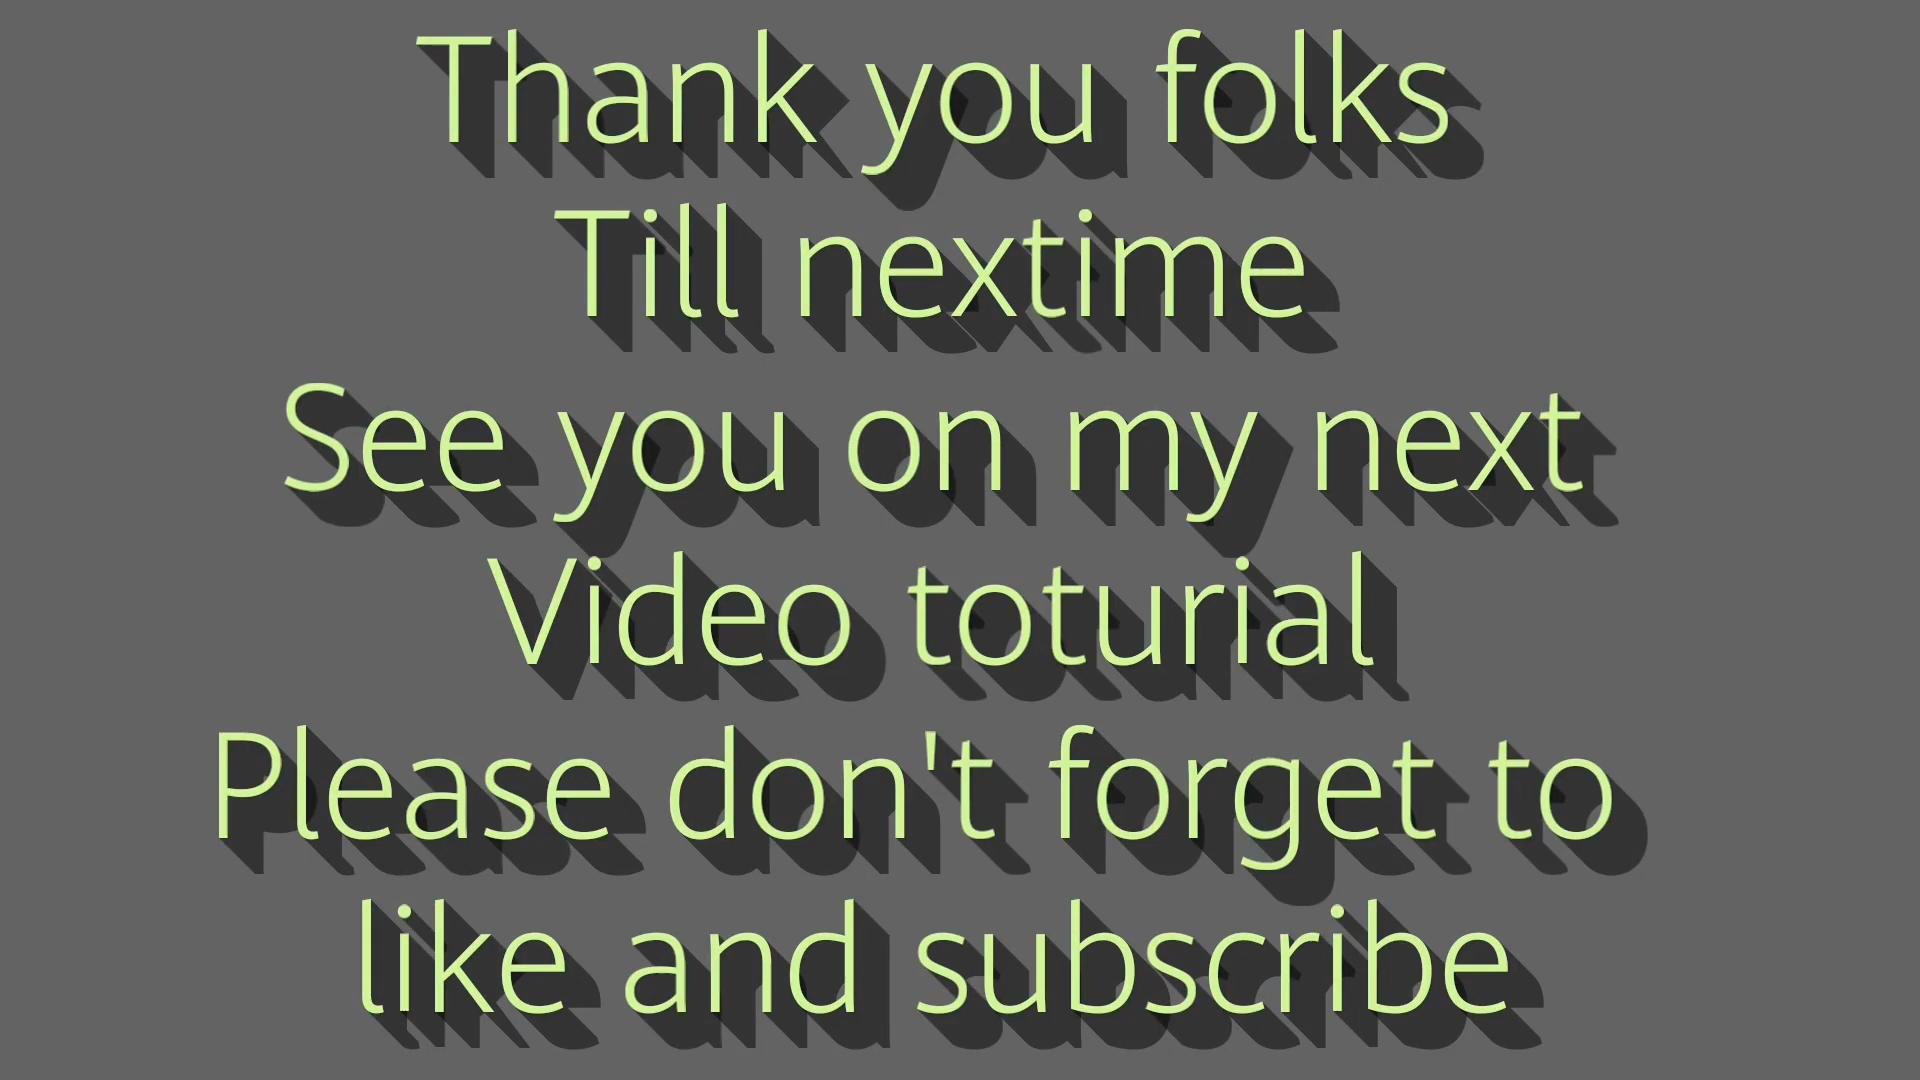 Thank you folks
Till nextime
See you on my next
Video toturial
Please don't forget to
like and subscribe